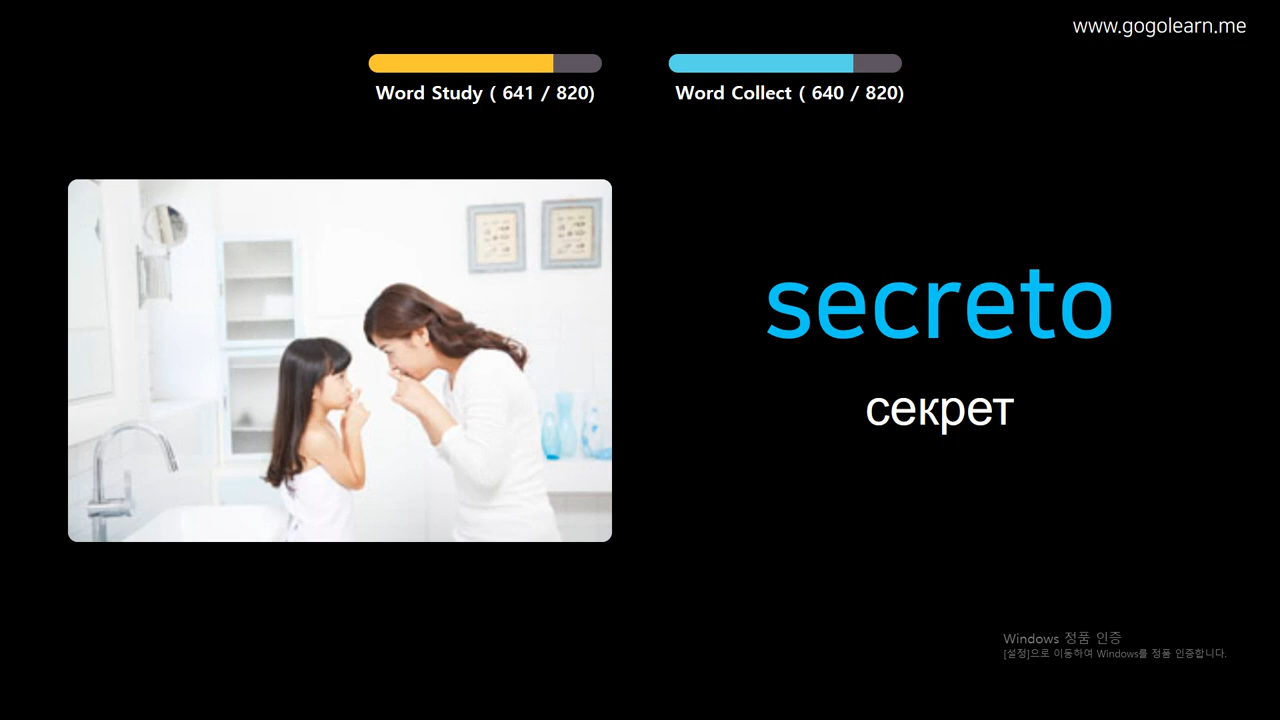 www.gogolearn.me
Word Study ( 641 / 820)
Word Collect ( 640 / 820)
secreto
секрет
Windows 정품 인증
[설정]으로 이동하여 Windows를 정품 인증합니다.